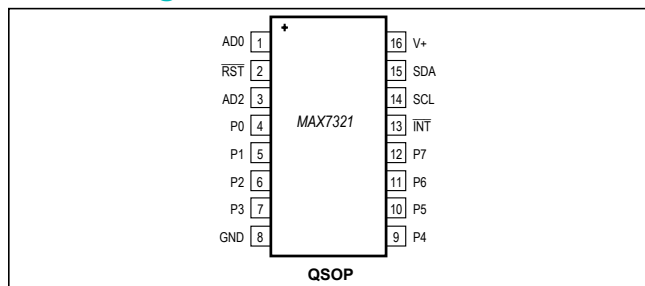 +
AD0 1 16 V+
RST 2 15 SDA
AD2 3 14 SCL
P0 4 MAX7321 13 INT
P1 5 12 P7
P2 6 11 P6
P3 7 10 P5
GND 8 9 P4
QSOP